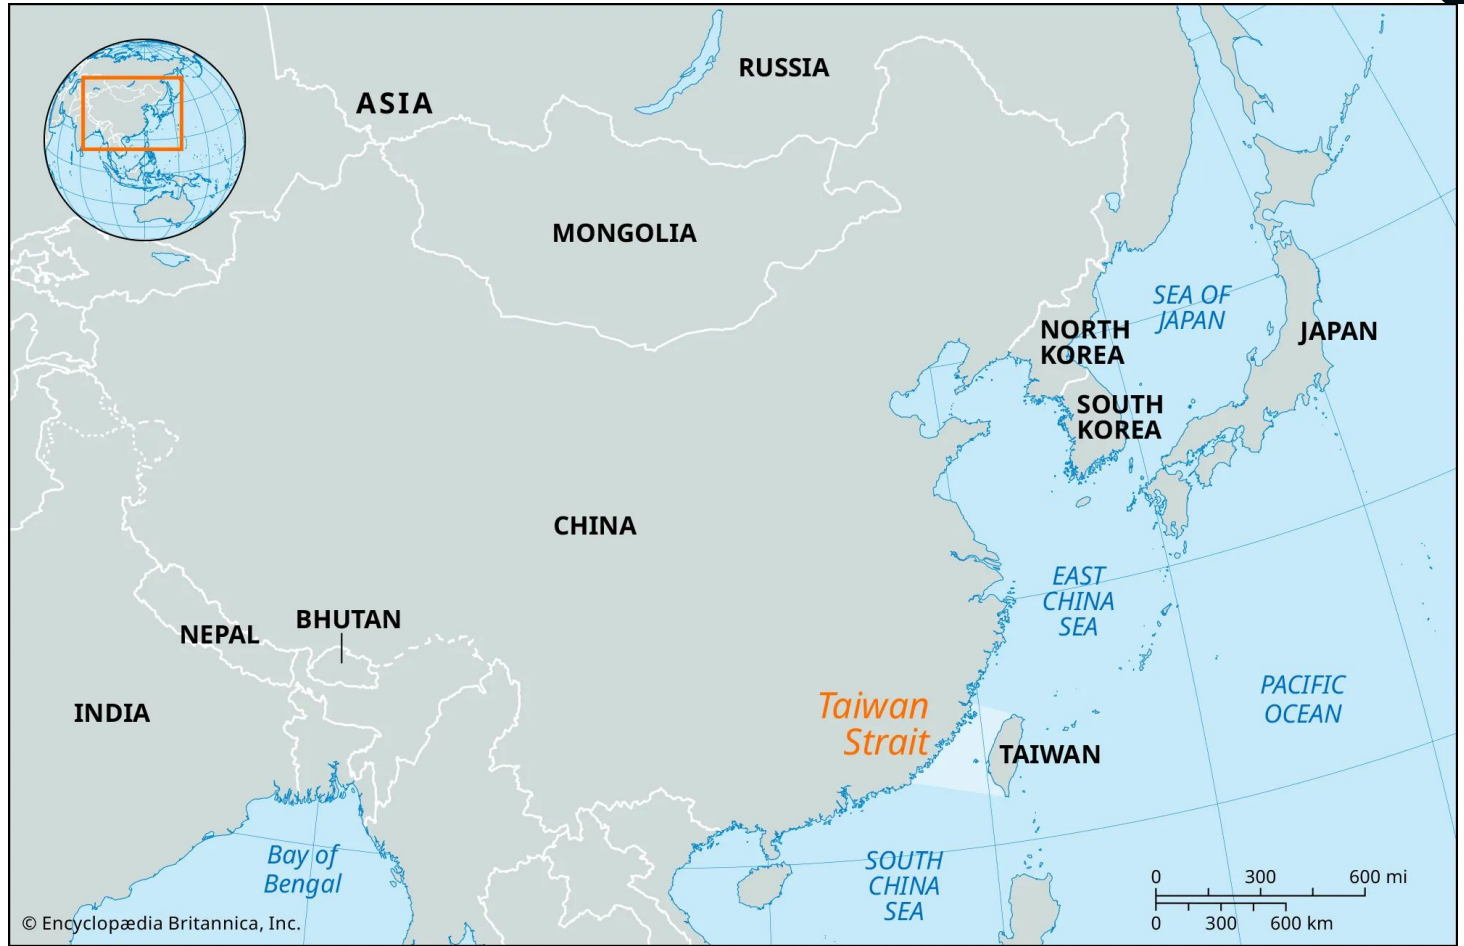 RUSSIA
ASIA
MONGOLIA
SEA OF
JAPAN
NORTH
KOREA
JAPAN
SOUTH
KOREA
CHINA
EAST
CHINA
SEA
BHUTAN
NEPAL
INDIA
Taiwan
Strait
PACIFIC
OCEAN
TAIWAN
Bay of
Bengal
SOUTH
CHINA
SEA
0 300 600 mi
0 300 600 km
© Encyclopædia Britannica, Inc.